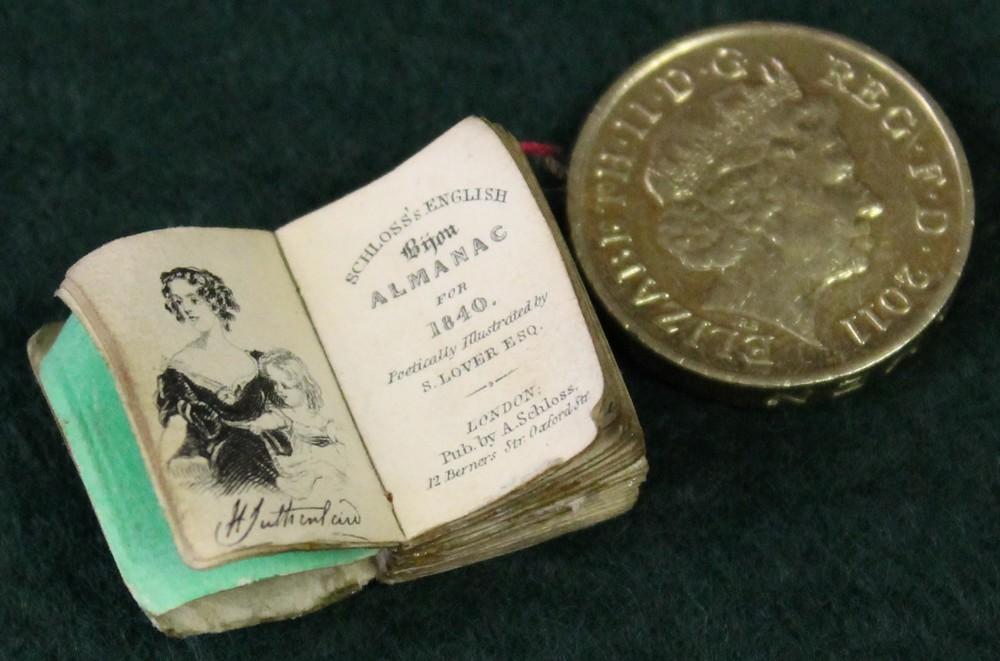 H Sutherland
SCHLOSS'S ENGLISH
Bijou
ALMANAC
FOR
1840.
Poetically Illustrated by
S. LOVER ESQ.
LONDON:
Pub. by A. Schloss.
12 Berners Str. Oxford Str
ELIZABETH·II·D·G REG·F·D·2011